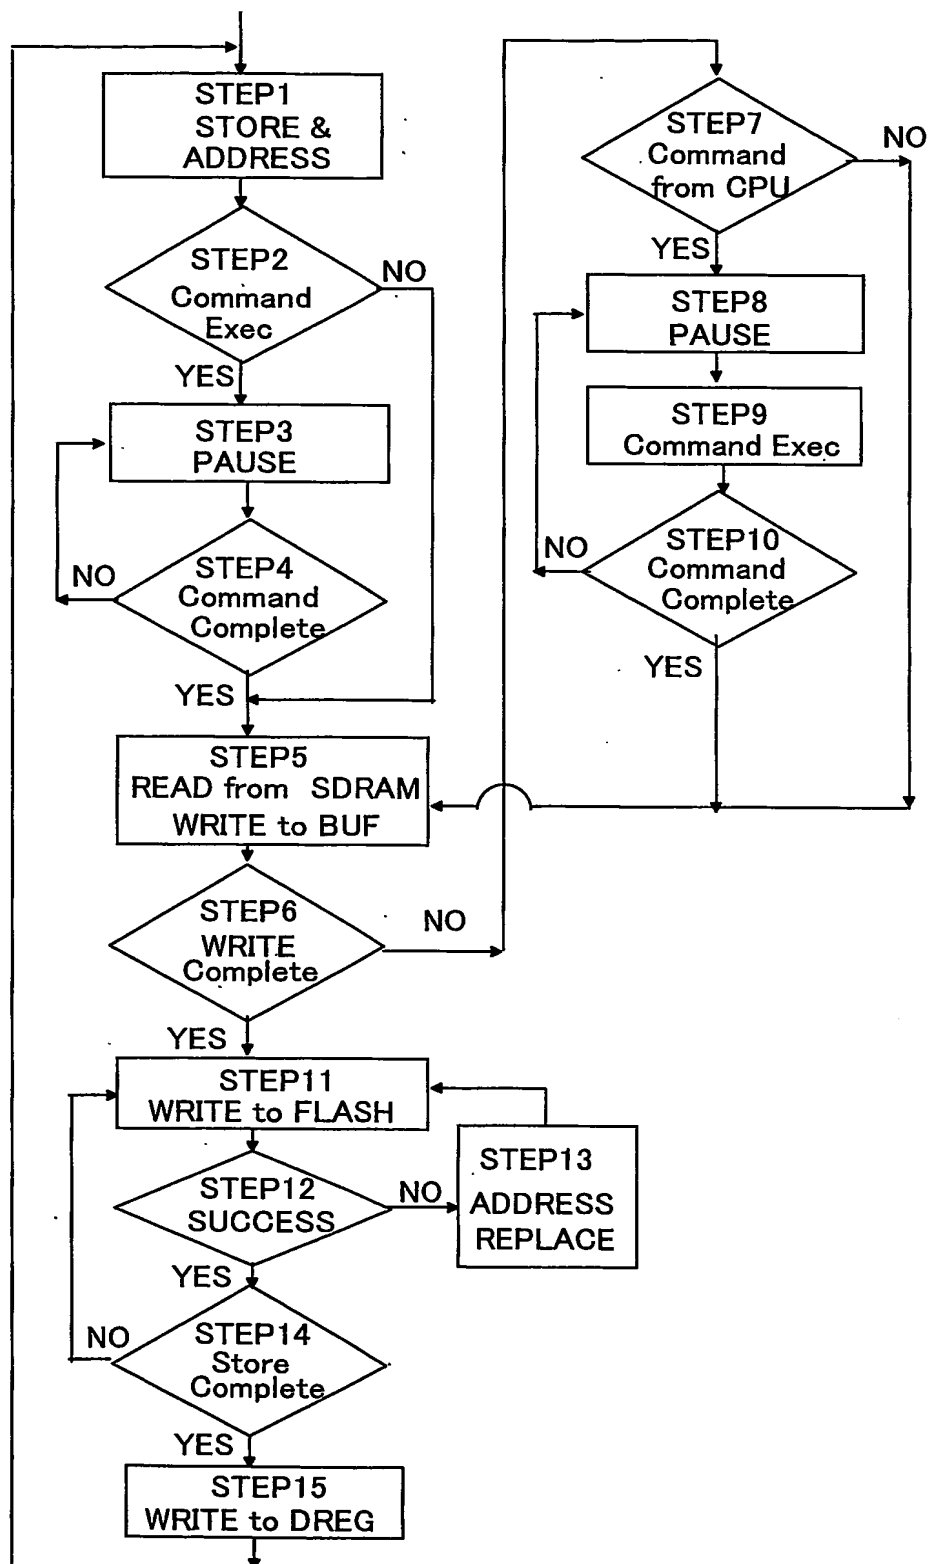 STEP1
STORE &
ADDRESS
STEP2
Command
Exec
NO
YES
STEP3
PAUSE
STEP4
Command
Complete
NO
YES
STEP5
READ from SDRAM
WRITE to BUF
STEP6
WRITE
Complete
NO
YES
STEP7
Command
from CPU
NO
YES
STEP8
PAUSE
STEP9
Command Exec
STEP10
Command
Complete
NO
YES
STEP11
WRITE to FLASH
STEP12
SUCCESS
NO
YES
STEP13
ADDRESS
REPLACE
STEP14
Store
Complete
NO
YES
STEP15
WRITE to DREG